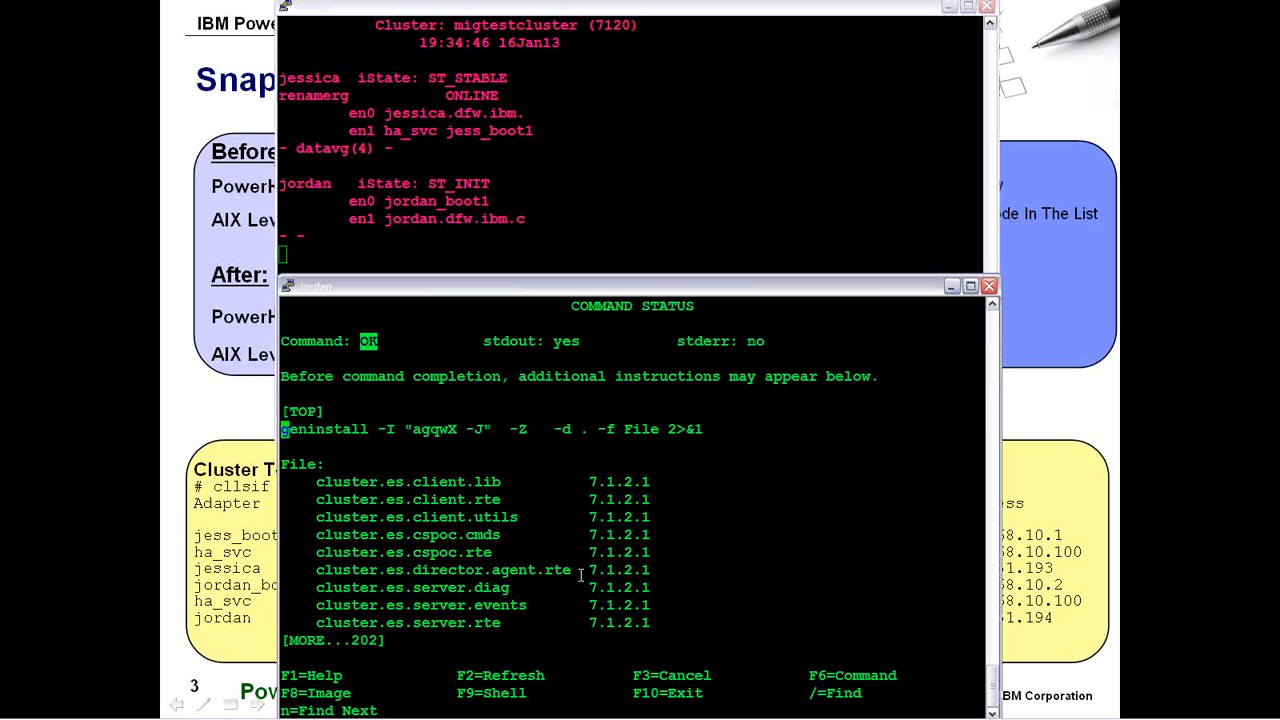 IBM Powe
Snap
Before
PowerH
AIX Lev
After:
PowerH
AIX Lev
ode In The List
Cluster: migtestcluster (7120)
19:34:46 16Jan13
jessica iState: ST_STABLE
renamerg ONLINE
en0 jessica.dfw.ibm.
en1 ha_svc jess_boot1
- datavg(4) -
jordan iState: ST_INIT
en0 jordan_boot1
en1 jordan.dfw.ibm.c
- -
Jordan
COMMAND STATUS
Command: OK stdout: yes stderr: no
Before command completion, additional instructions may appear below.
[TOP]
geninstall -I "agqwX -J" -Z -d . -f File 2>&1
File:
cluster.es.client.lib 7.1.2.1
cluster.es.client.rte 7.1.2.1
cluster.es.client.utils 7.1.2.1
cluster.es.cspoc.cmds 7.1.2.1
cluster.es.cspoc.rte 7.1.2.1
cluster.es.director.agent.rte 7.1.2.1
cluster.es.server.diag 7.1.2.1
cluster.es.server.events 7.1.2.1
cluster.es.server.rte 7.1.2.1
[MORE...202]
F1=Help F2=Refresh F3=Cancel F6=Command
F8=Image F9=Shell F10=Exit /=Find
n=Find Next
Cluster T
# cllsif
Adapter ess
jess_boot 68.10.1
ha_svc 68.10.100
jessica 1.193
jordan_bo 68.10.2
ha_svc 68.10.100
jordan 1.194
3 Pow BM Corporation